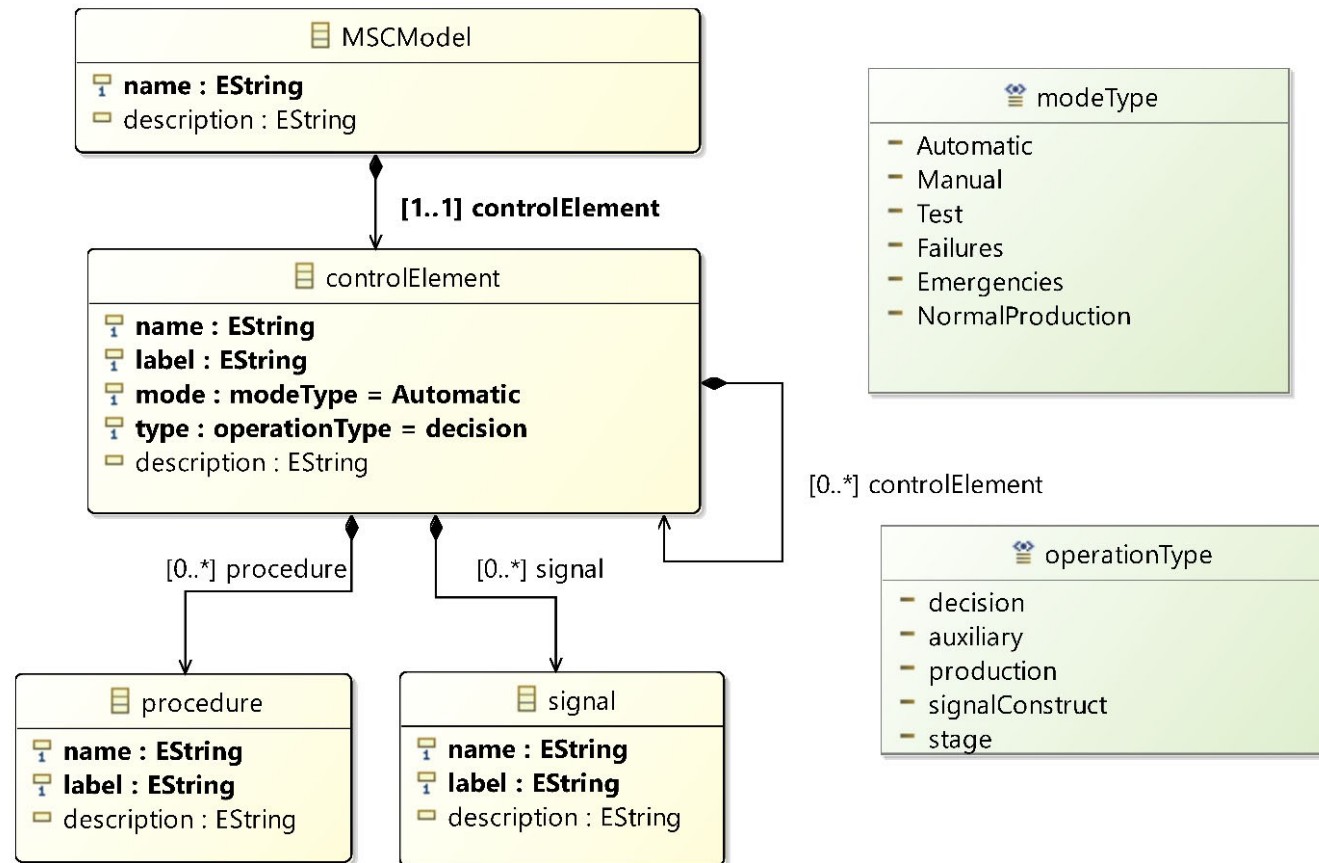 MSCModel
name : EString
description : EString
[1..1] controlElement
controlElement
name : EString
label : EString
mode : modeType = Automatic
type : operationType = decision
description : EString
[0..*] controlElement
[0..*] procedure
[0..*] signal
procedure
name : EString
label : EString
description : EString
signal
name : EString
label : EString
description : EString
modeType
Automatic
Manual
Test
Failures
Emergencies
NormalProduction
operationType
decision
auxiliary
production
signalConstruct
stage